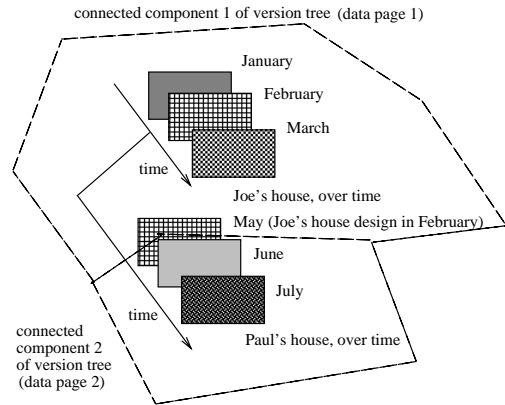 connected component 1 of version tree (data page 1)
January
February
March
time
Joe's house, over time
May (Joe's house design in February)
June
July
time
Paul's house, over time
connected
component 2
of version tree
(data page 2)